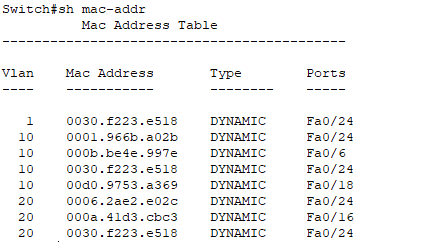 Switch#sh mac-addr
Mac Address Table
-------------------------------------------
Vlan Mac Address Type Ports
---- ----------- -------- -----
1 0030.f223.e518 DYNAMIC Fa0/24
10 0001.966b.a02b DYNAMIC Fa0/24
10 000b.be4e.997e DYNAMIC Fa0/6
10 0030.f223.e518 DYNAMIC Fa0/24
10 00d0.9753.a369 DYNAMIC Fa0/18
20 0006.2ae2.e02c DYNAMIC Fa0/24
20 000a.41d3.cbc3 DYNAMIC Fa0/16
20 0030.f223.e518 DYNAMIC Fa0/24